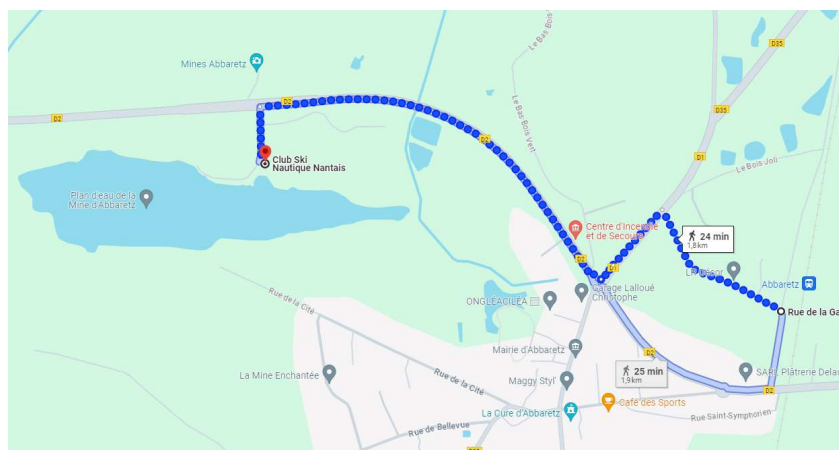 D35
Mines Abbaretz
Le Bas Bois
D2
D2
D35
Le Bas Bois Vert
D2
D1
Club Ski
Nautique Nantais
Le Bois Joli
Plan d'eau de la
Mine d'Abbaretz
Centre d'Incendie
et de Secours
24 min
1,8 km
D2
D1
Abbaretz
Garage Lalloué
Christophe
ONGLEACILEA
Rue de la Cité
Rue de la Ga
Mairie d'Abbaretz
D2
25 min
1,9 km
SARL Plâtrerie Delau
La Mine Enchantée
Rue de la Cité
Maggy Styl'
D2
Café des Sports
La Cure d'Abbaretz
Rue Saint-Symphorien
Rue de Bellevue